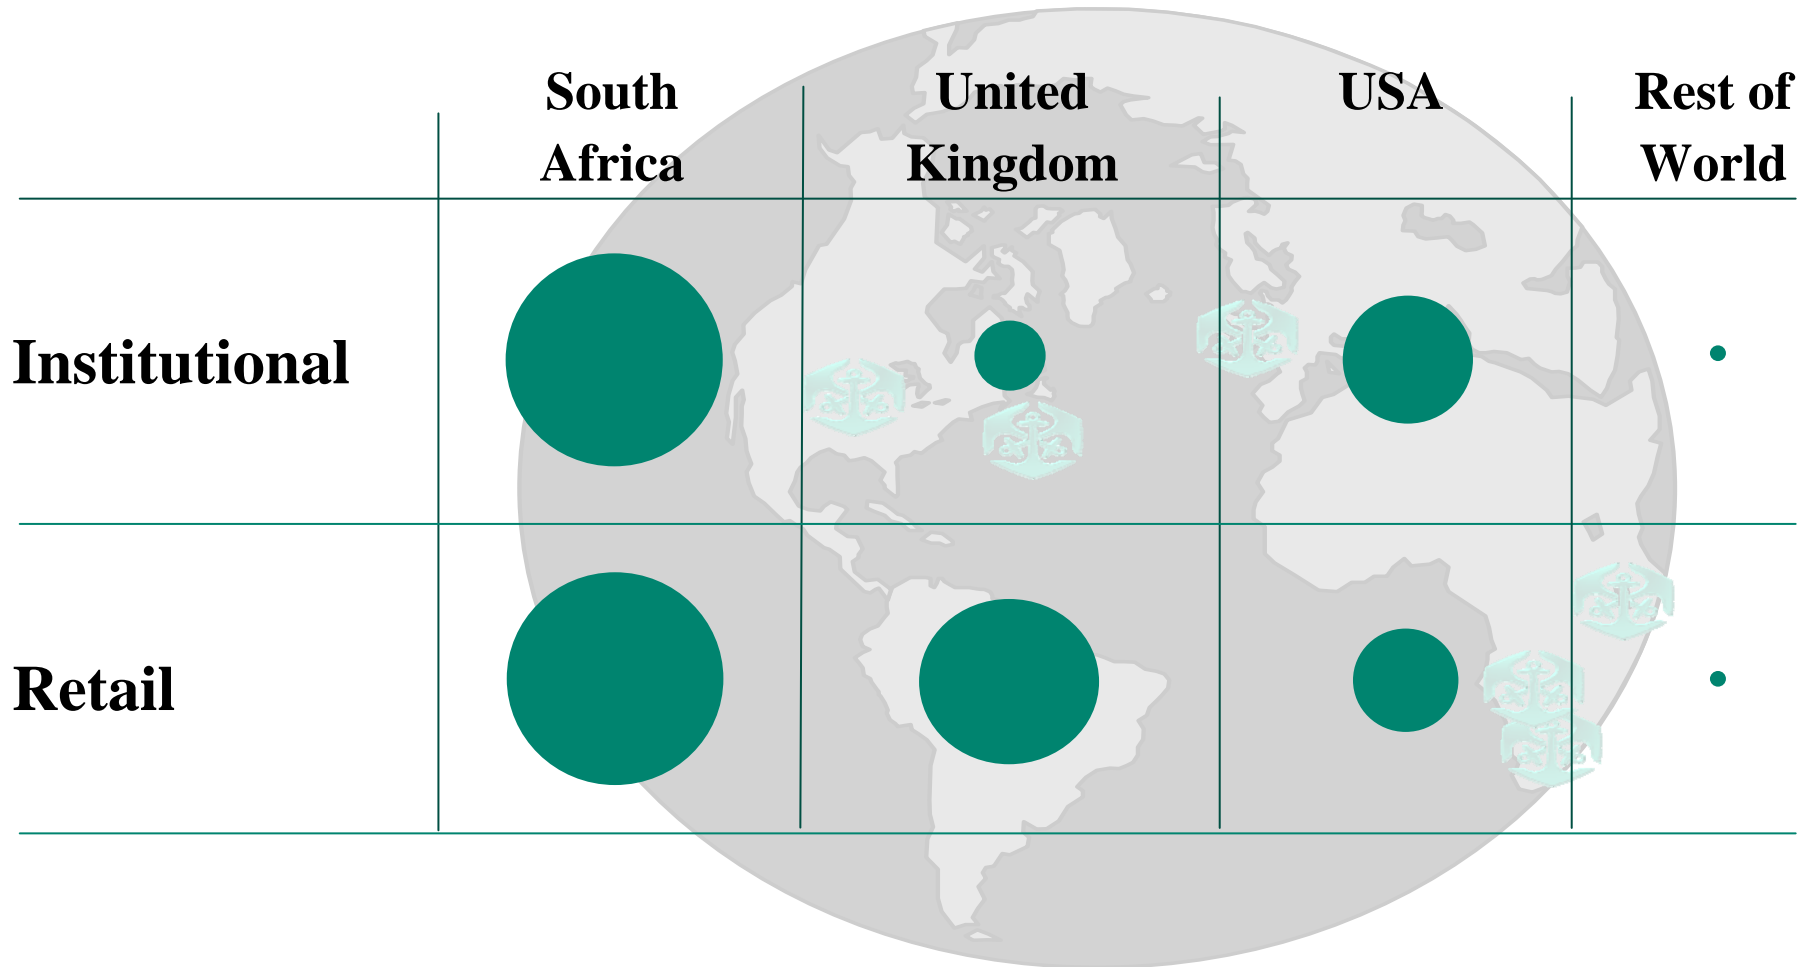 South
Africa
United
Kingdom
USA
Rest of
World
Institutional
Retail